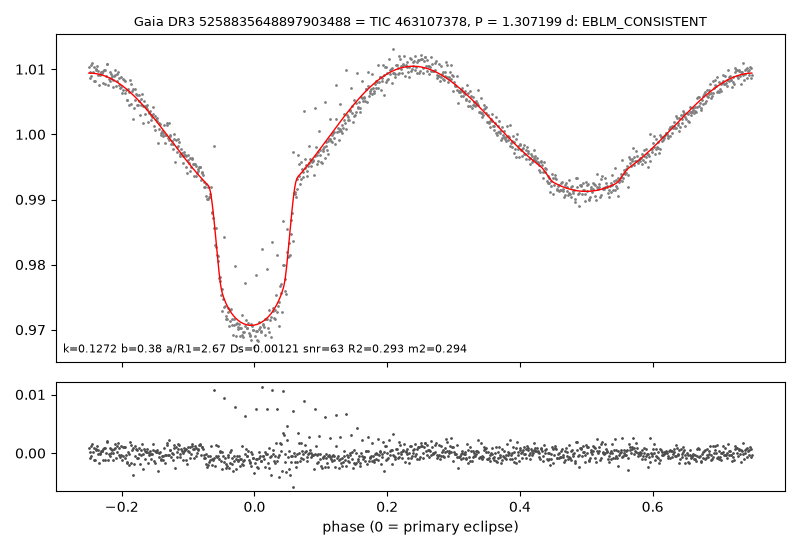 Gaia DR3 5258835648897903488 = TIC 463107378, P = 1.307199 d: EBLM_CONSISTENT
1.01
1.00
0.99
0.98
0.97
k=0.1272 b=0.38 a/R1=2.67 Ds=0.00121 snr=63 R2=0.293 m2=0.294
0.01
0.00
−0.2 0.0 0.2 0.4 0.6
phase (0 = primary eclipse)